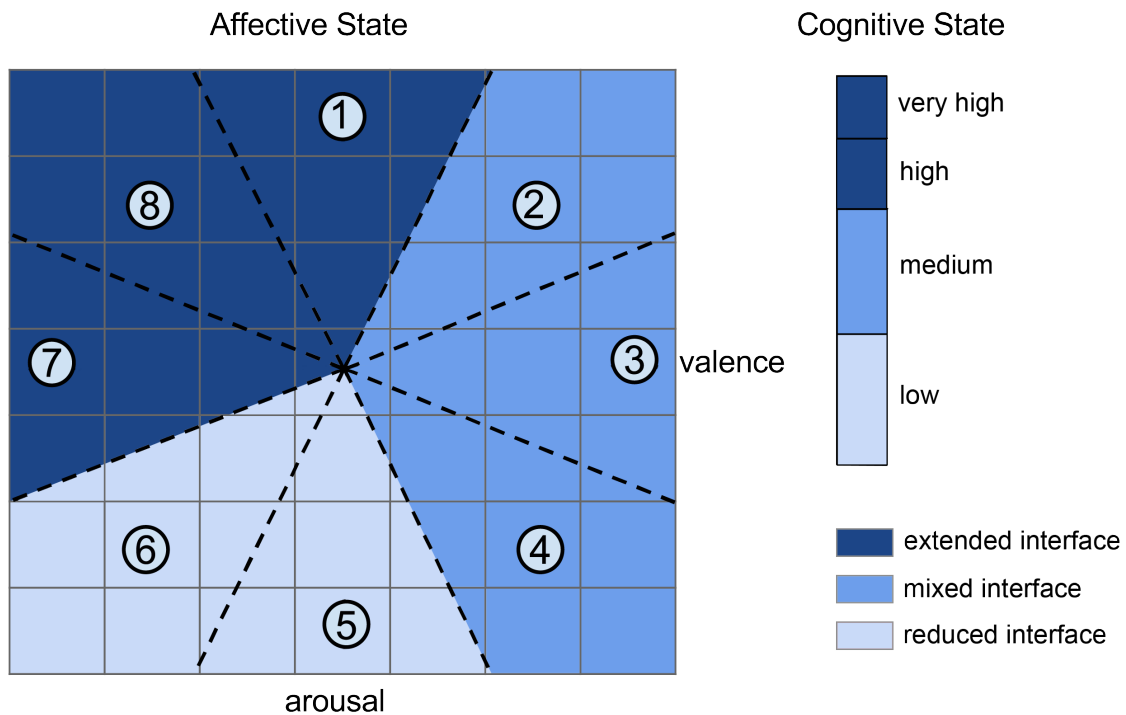 Affective State
Cognitive State
1
8
2
7
3
valence
6
4
5
arousal
very high
high
medium
low
extended interface
mixed interface
reduced interface